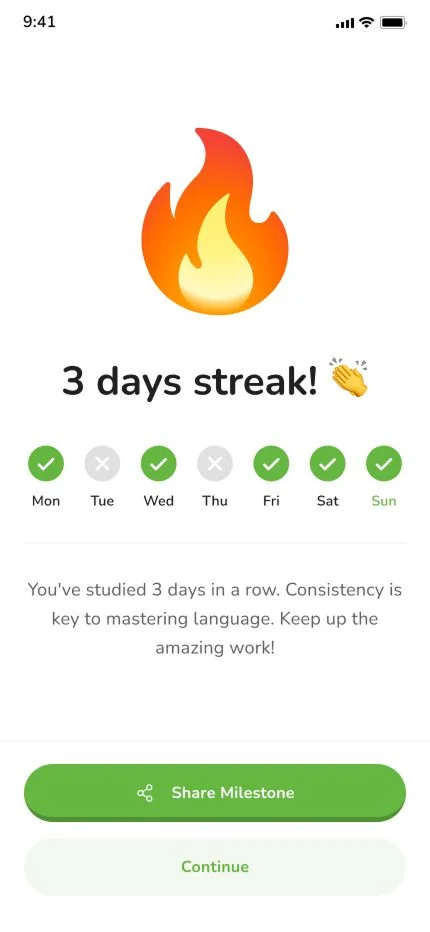 9:41
3 days streak! 👏
Mon Tue Wed Thu Fri Sat Sun
You've studied 3 days in a row. Consistency is
key to mastering language. Keep up the
amazing work!
Share Milestone
Continue